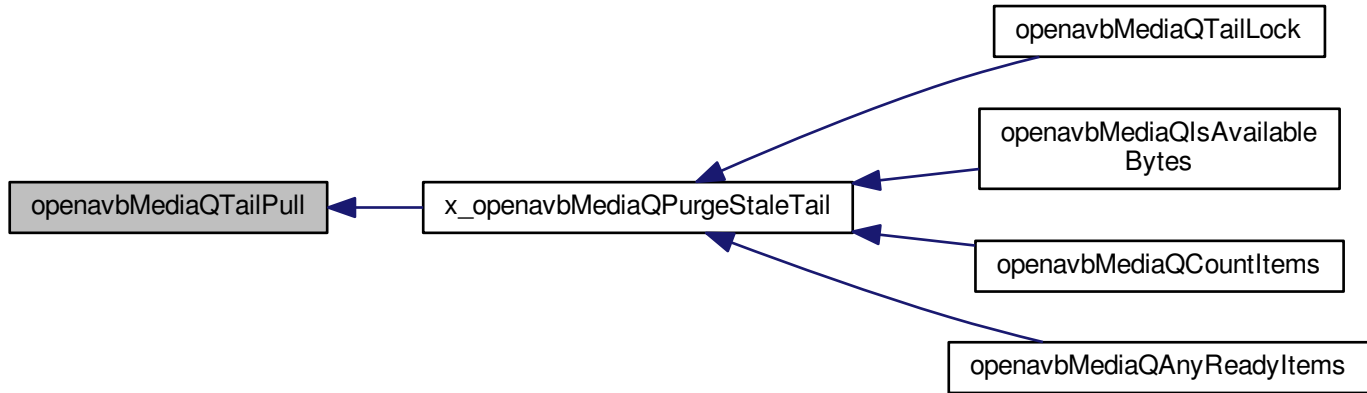 openavbMediaQTailPull
x_openavbMediaQPurgeStaleTail
openavbMediaQTailLock
openavbMediaQIsAvailable
Bytes
openavbMediaQCountItems
openavbMediaQAnyReadyItems